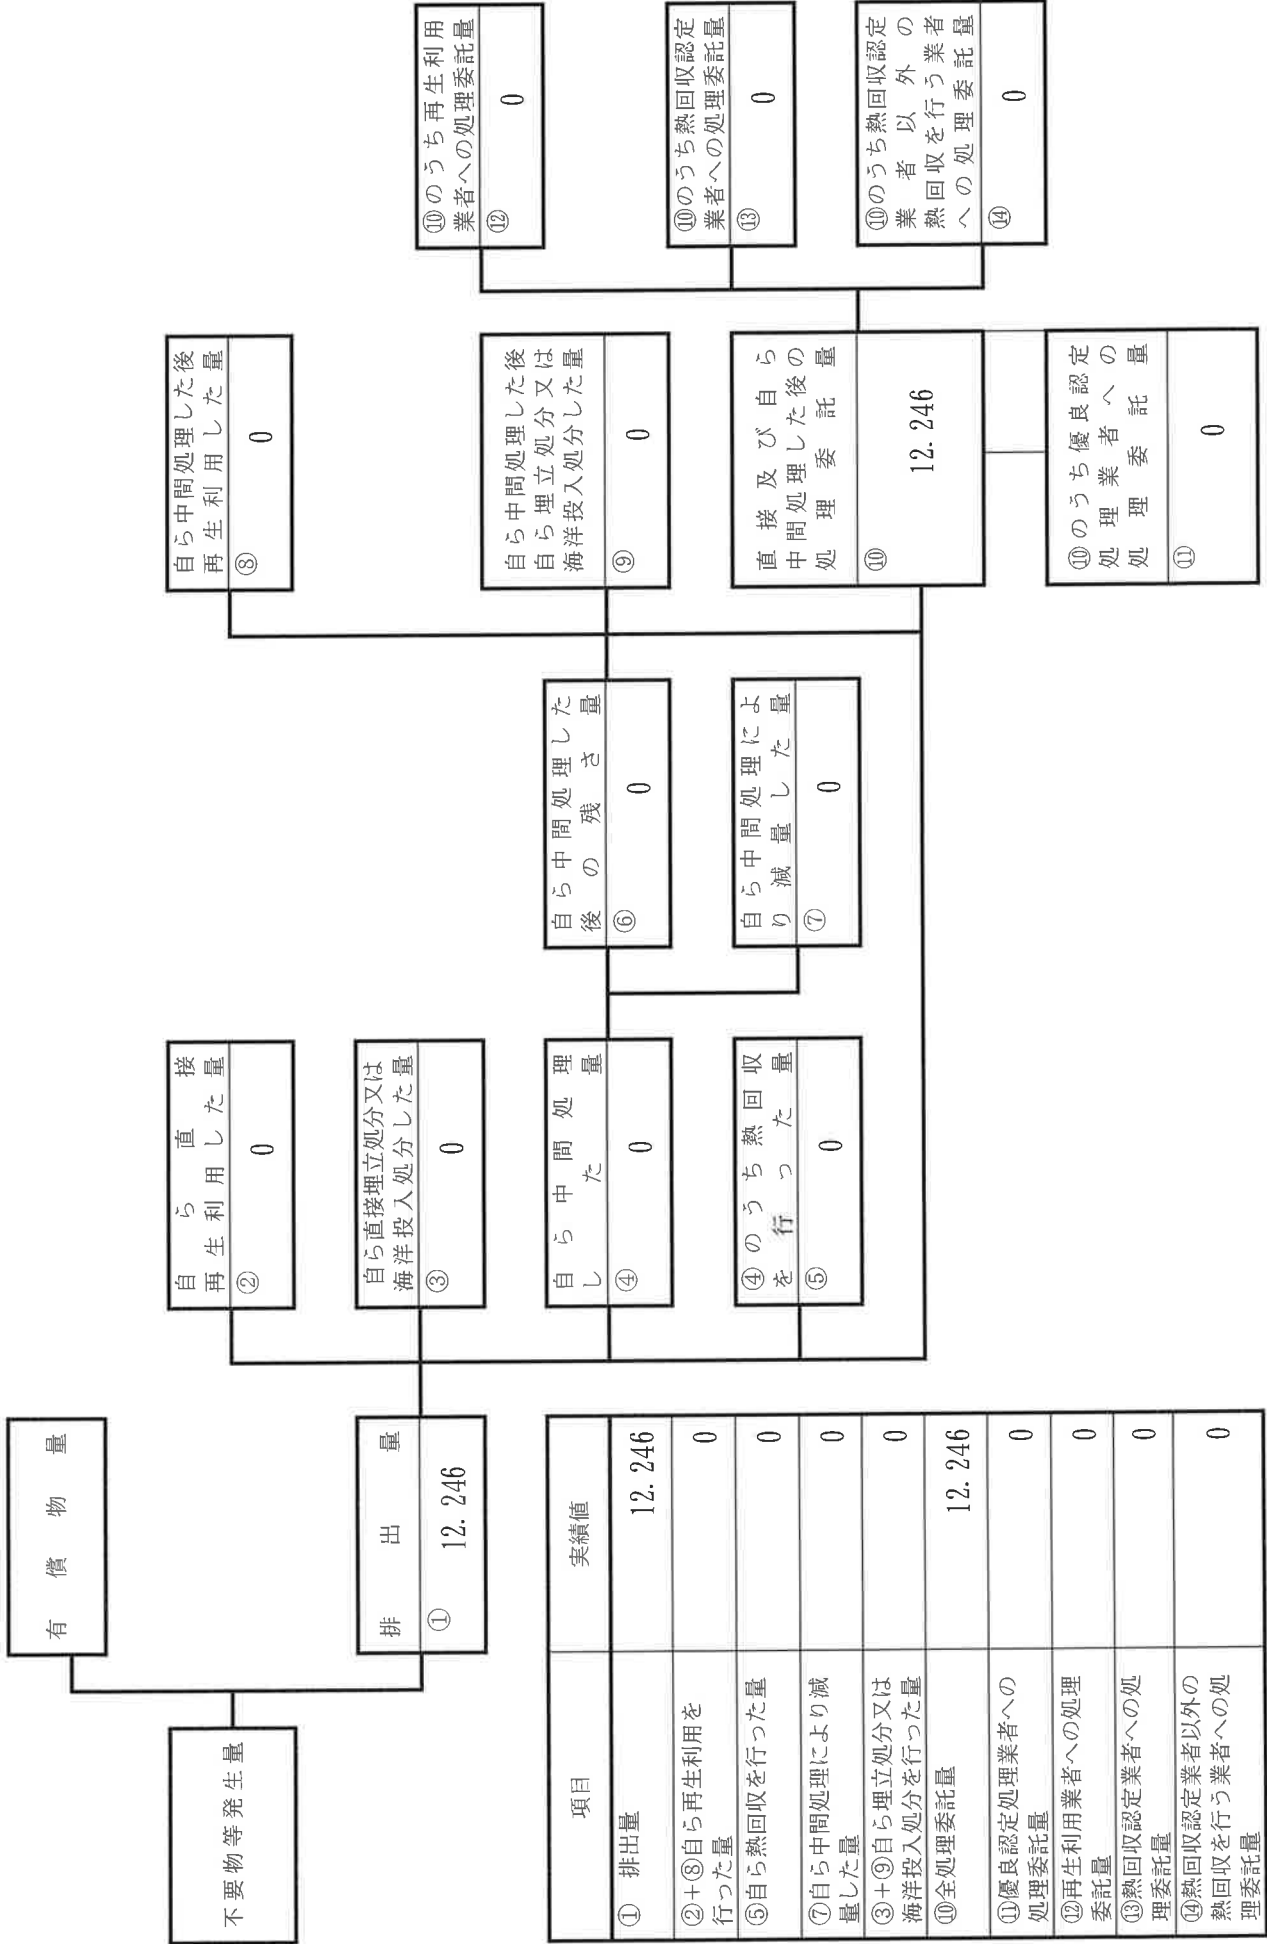 有償物量
不要物等発生量
排出量
① 12.246
自ら直接
再生利用した量
② 0
自ら直接埋立処分又は
海洋投入処分した量
③ 0
自ら中間処理
した量
④ 0
④のうち熱回収
を行った量
⑤ 0
自ら中間処理した
後の残さ量
⑥ 0
自ら中間処理によ
り減量した量
⑦ 0
自ら中間処理した後
再生利用した量
⑧ 0
自ら中間処理した後
自ら埋立処分又は
海洋投入処分した量
⑨ 0
直接及び自ら
中間処理した後の
処理委託量
⑩ 12.246
⑩のうち優良認定
処理業者への
処理委託量
⑪ 0
⑩のうち再生利用
業者への処理委託量
⑫ 0
⑩のうち熱回収認定
業者への処理委託量
⑬ 0
⑩のうち熱回収認定
業者以外の
熱回収を行う業者
への処理委託量
⑭ 0
項目 実績値
① 排出量 12.246
②+⑧自ら再生利用を
行った量 0
⑤自ら熱回収を行った量 0
⑦自ら中間処理により減
量した量 0
③+⑨自ら埋立処分又は
海洋投入処分を行った量 0
⑩全処理委託量 12.246
⑪優良認定処理業者への
処理委託量 0
⑫再生利用業者への処理
委託量 0
⑬熱回収認定業者への処
理委託量 0
⑭熱回収認定業者以外の
熱回収を行う業者への処
理委託量 0